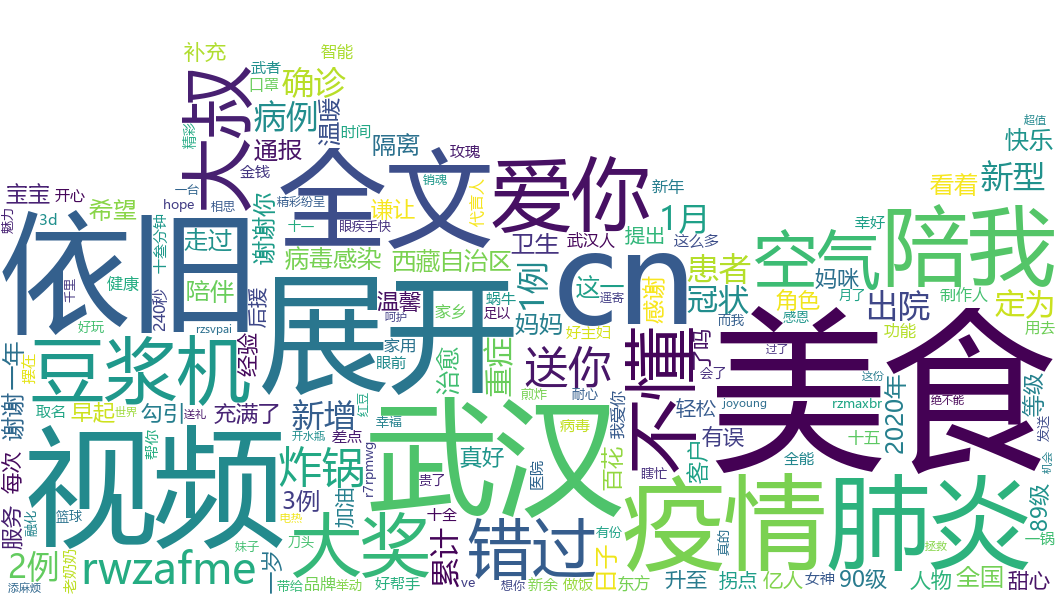 智能
补充
武者
口罩
确诊
大叔
病例
温暖
时间
精彩
通报
隔离
玫瑰
超值
快乐
新型
看着
宝宝
开心
一台
金钱
全文
销魂
爱你
新年
hope
相思
精彩纷呈
代言人
谦让
魅力
3d
希望
十叁分钟
走过
谢谢你
十一
眼疾手快
卫生
武汉人
提出
1月
这么多
幸好
陪我
依旧
病毒感染
西藏自治区
1例
患者
空气
妈咪
千里
健康
陪伴
后援
温馨
蜗牛
这一
遥寄
cn
感谢
冠状
角色
出院
月了
制作人
定为
240秒
rzsvpai
展开
呵护
家乡
足以
妈妈
而我
感恩
功能
用去
好玩
一年
豆浆机
经验
家用
好主妇
眼前
治愈
重症
送你
不懂
了吗
过了
美食
摆住
会了
这份
谢谢
取名
早起
世界
勾引
送礼
充满了
新增
红豆
幸福
煎炸
耐心
我爱你
轻松
joyoung
rzmaxbr
2020年
绝不能
等级
帮你
开水瓶
差点
武汉
病毒
有误
十五
发送
视频
炸锅
真好
百花
客户
瞎忙
全能
机会
每次
3例
加油
r7rpmwg
贵了
医院
疫情
肺炎
89级
服务
融化
篮球
电热
大奖
十全
累计
错过
有份
真的
一锅
2例
老奶奶
rwzafme
妹子
一岁
刀头
日子
拯救
添麻烦
带给
品牌
举动
好帮手
ve
想你
新余
做饭
东方
升至
拐点
亿人
女神
90级
人物
全国
甜心